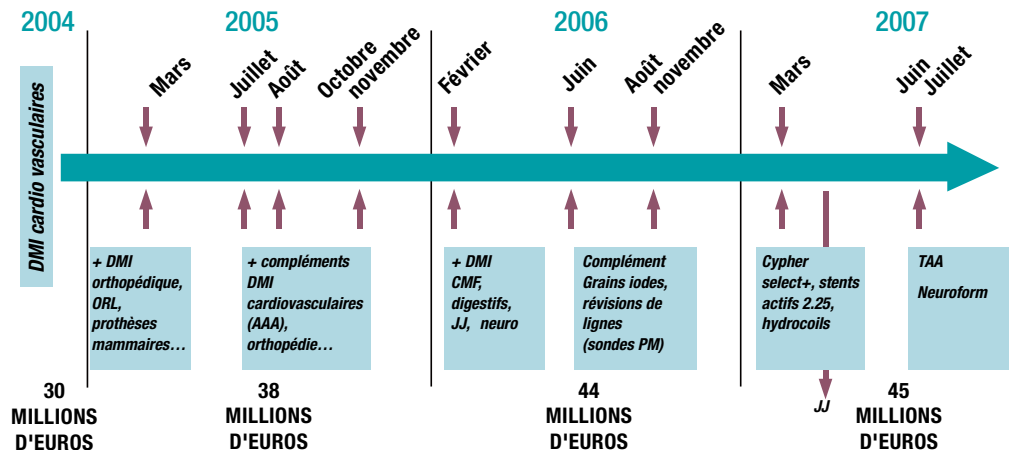 2004
2005
2006
2007
DMI cardio vasculaires
Mars
Juillet
Août
Octobre
novembre
Février
Juin
Août
novembre
Mars
Juin
Juillet
+ DMI
orthopédique,
ORL,
prothèses
mammaires...
+ compléments
DMI
cardiovasculaires
(AAA),
orthopédie...
+ DMI
CMF,
digestifs,
JJ, neuro
Complément
Grains iodes,
révisions de
lignes
(sondes PM)
Cypher
select+, stents
actifs 2.25,
hydrocoils
TAA
Neuroform
JJ
30
MILLIONS
D'EUROS
38
MILLIONS
D'EUROS
44
MILLIONS
D'EUROS
45
MILLIONS
D'EUROS